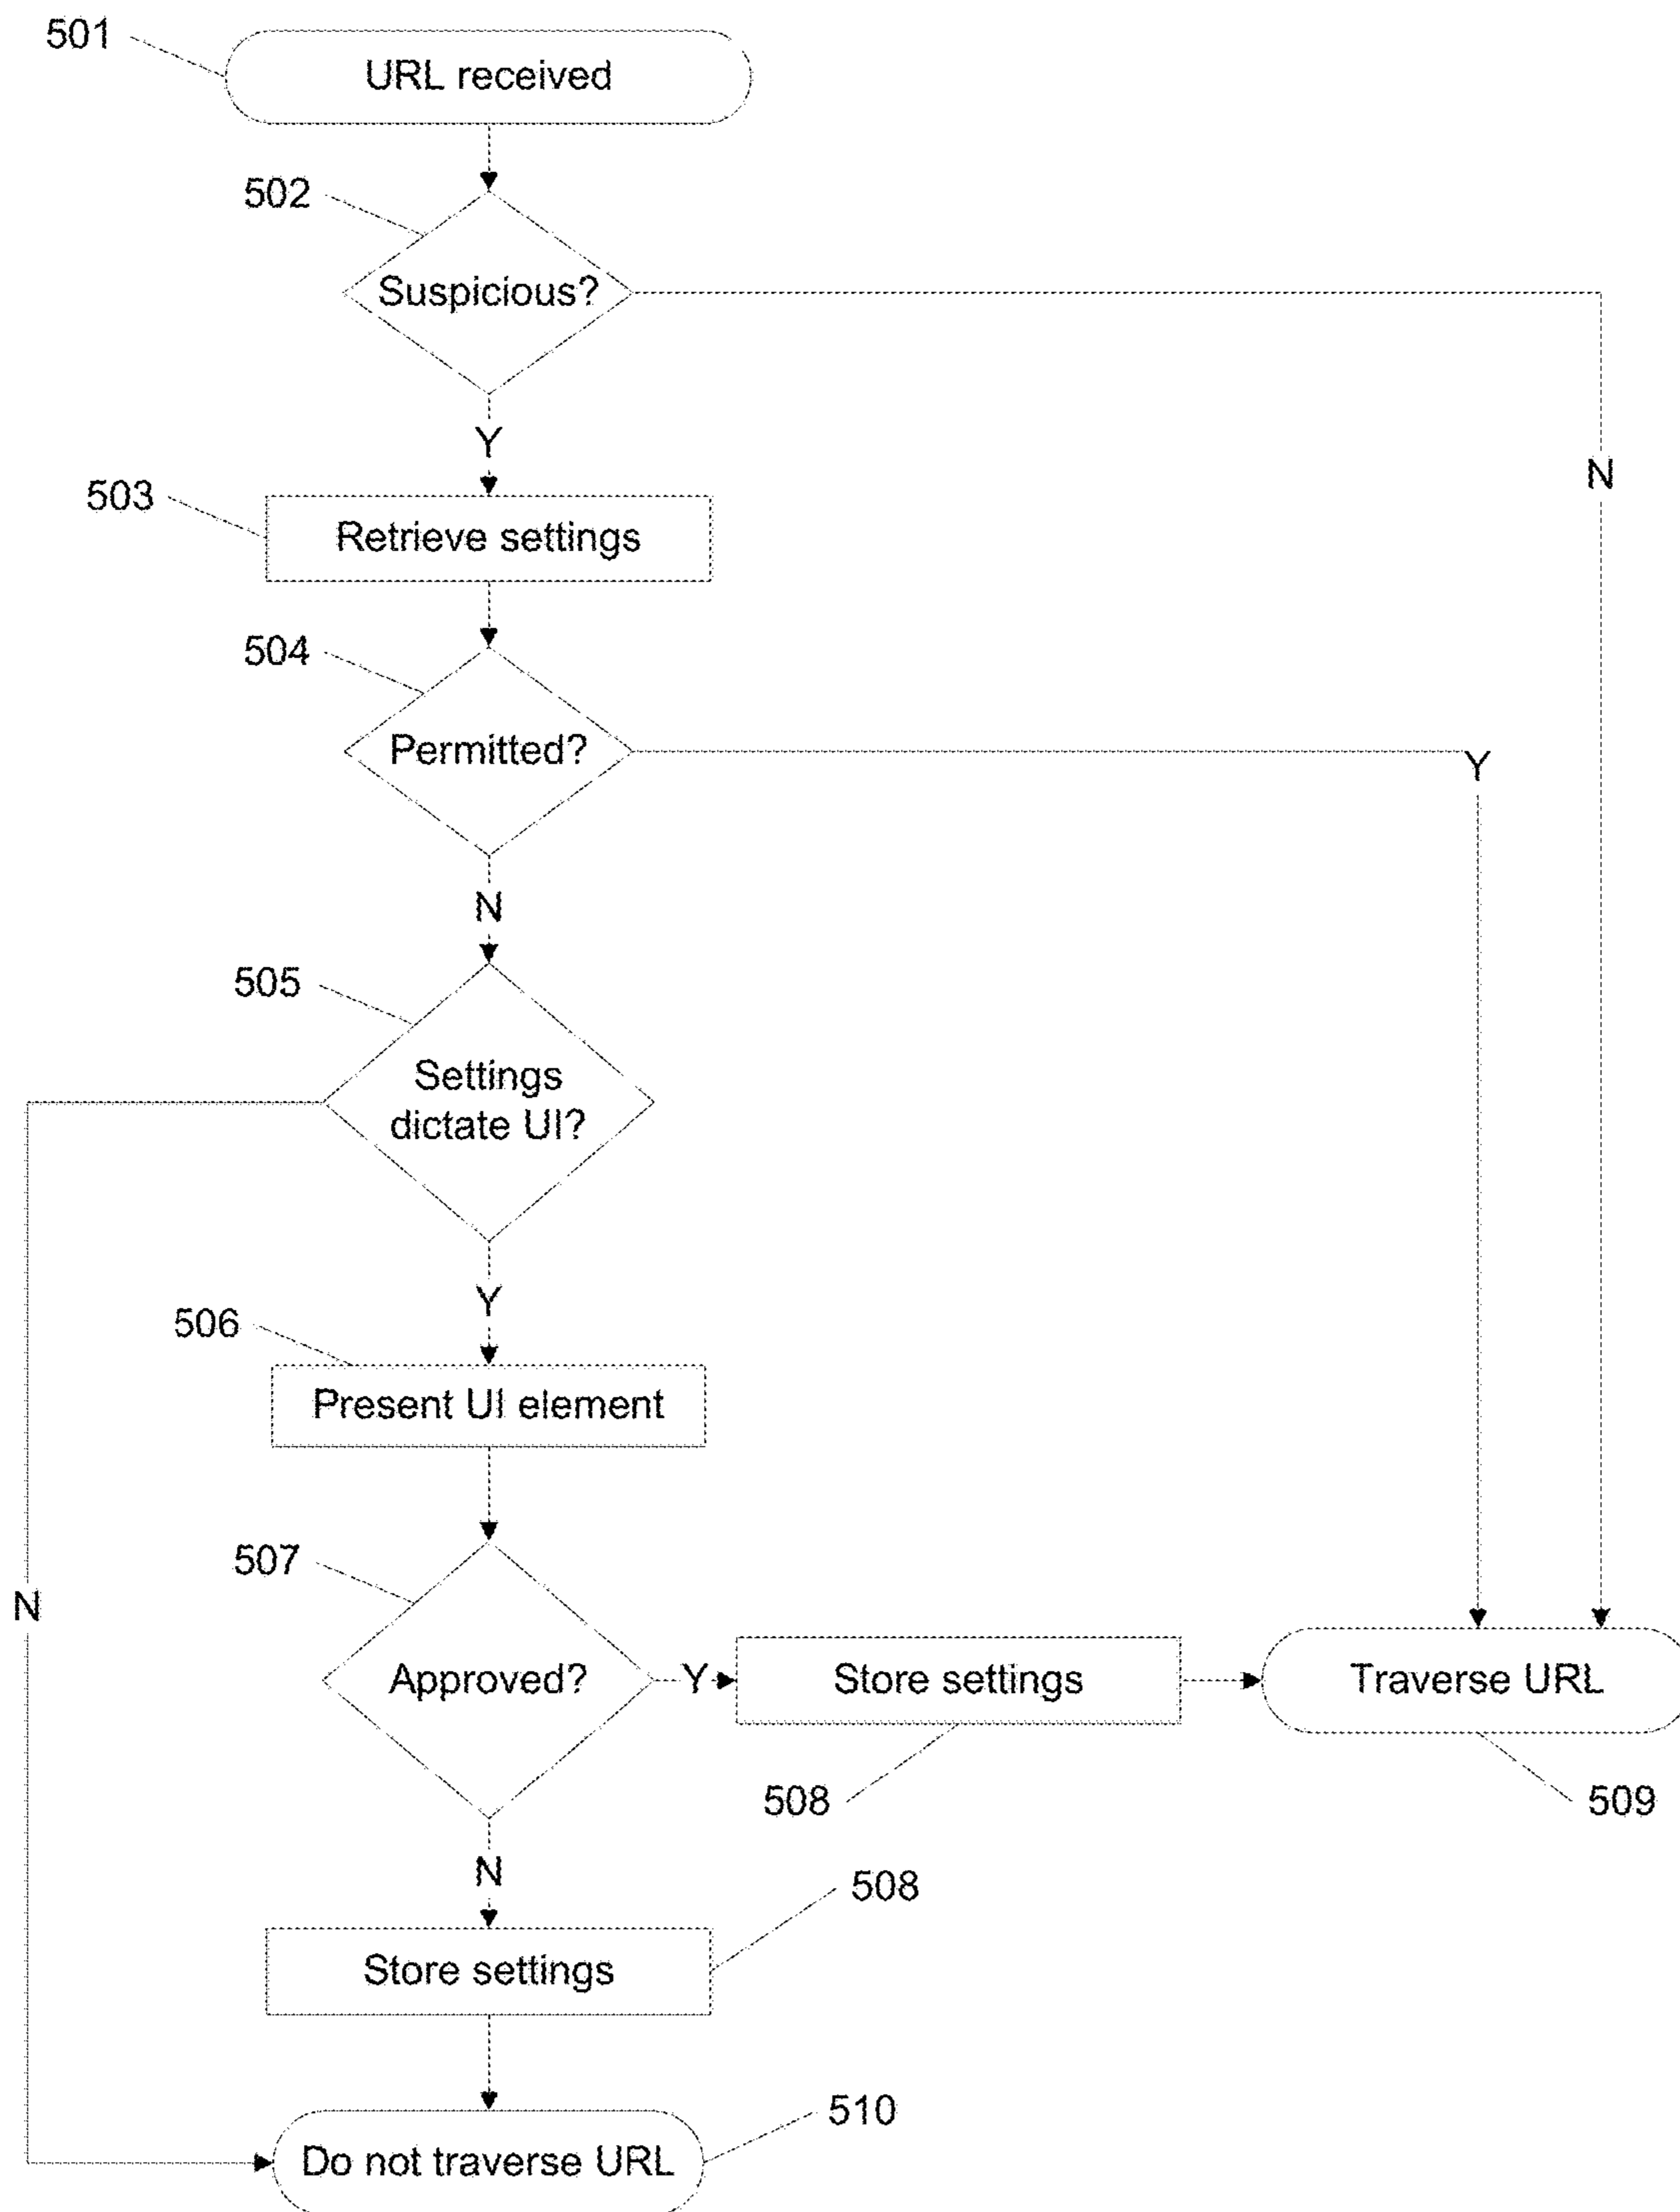 501
URL received
502
Suspicious?
Y
N
503
Retrieve settings
504
Permitted?
Y
N
505
Settings
dictate UI?
Y
506
Present UI element
507
N
Approved?
Y
Store settings
Traverse URL
508
509
N
508
Store settings
510
Do not traverse URL